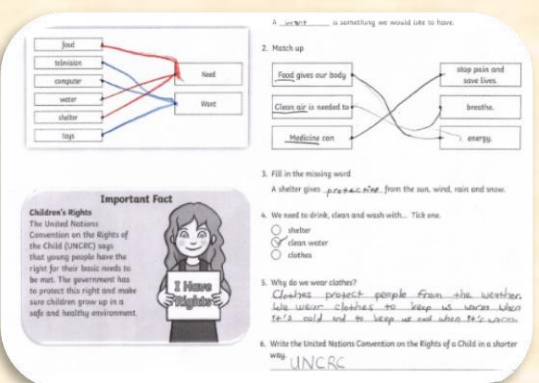 food
television
computer
water
shelter
toys
Need
Want
Important Fact
Children's Rights
The United Nations
Convention on the Rights of
the Child (UNCRC) says
that young people have the
right for their basic needs to
be met. The government has
to protect this right and make
sure children grow up in a
safe and healthy environment.
I Have
Rights
A want is something we would like to have.
2. Match up
Food gives our body
Clean air is needed to
Medicine can
stop pain and
save lives.
breathe.
energy.
3. Fill in the missing word
A shelter gives protection from the sun, wind, rain and snow.
4. We need to drink, clean and wash with... Tick one.
shelter
clean water
clothes
5. Why do we wear clothes?
Clothes protect people from the weather.
We wear clothes to keep us warm when
it's cold and to keep us cool when it's warm
6. Write the United Nations Convention on the Rights of a Child in a shorter
way.
UNCRC